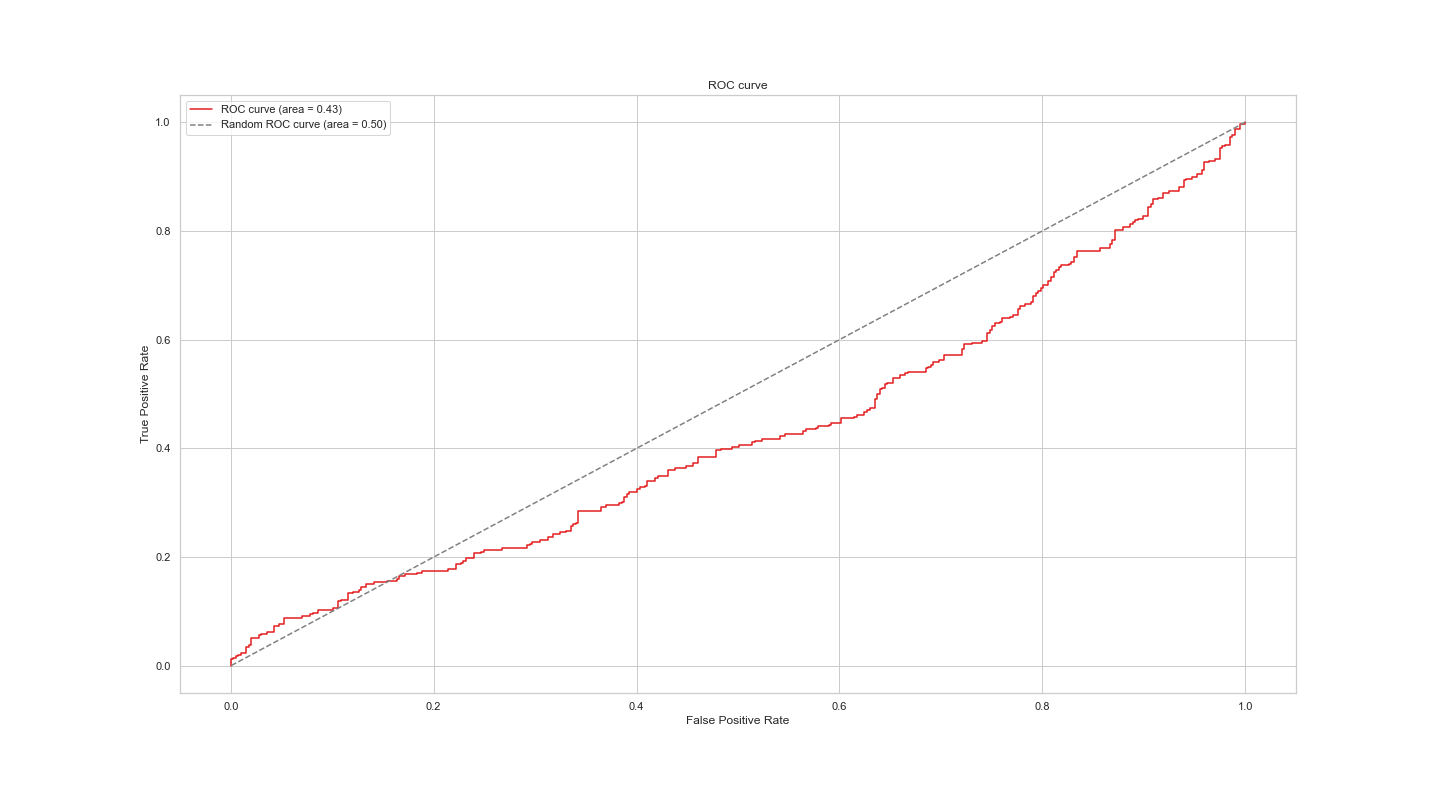 ROC curve
ROC curve (area = 0.43)
Random ROC curve (area = 0.50)
1.0
0.8
0.6
0.4
0.2
0.0
True Positive Rate
0.0 0.2 0.4 0.6 0.8 1.0
False Positive Rate